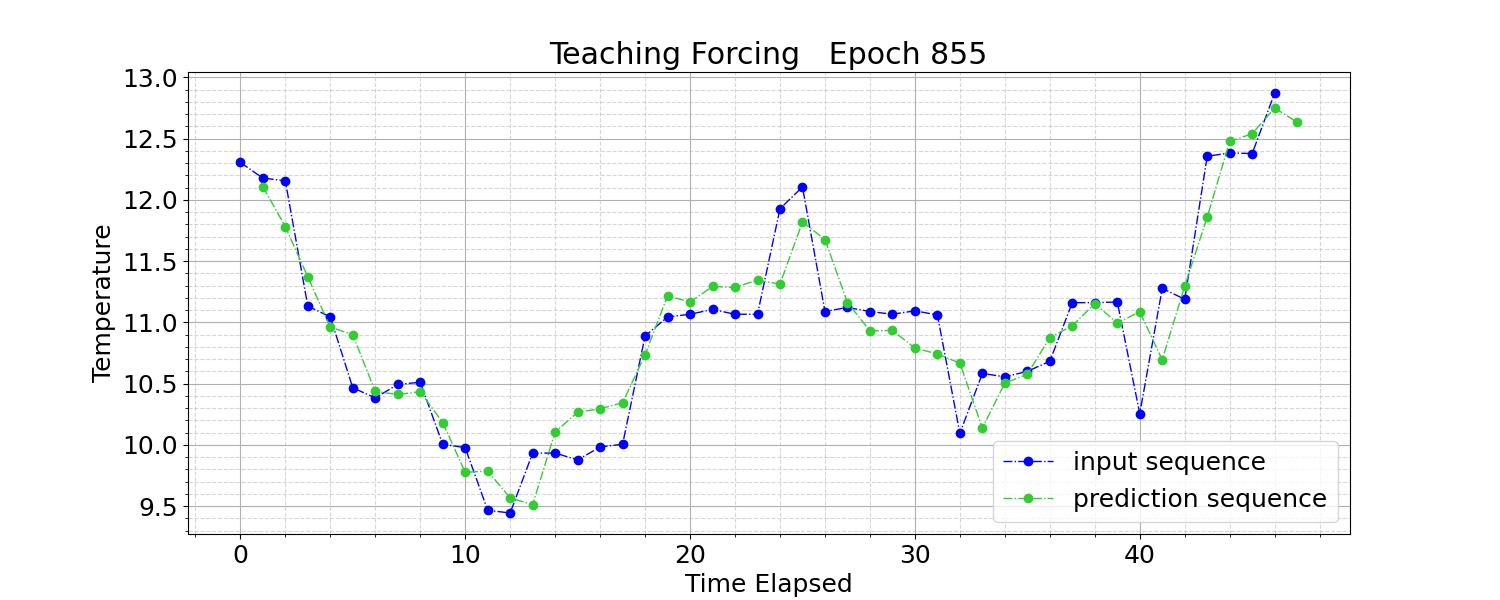 Teaching Forcing   Epoch 855
Temperature
13.0
12.5
12.0
11.5
11.0
10.5
10.0
9.5
0 10 20 30 40
Time Elapsed
input sequence
prediction sequence